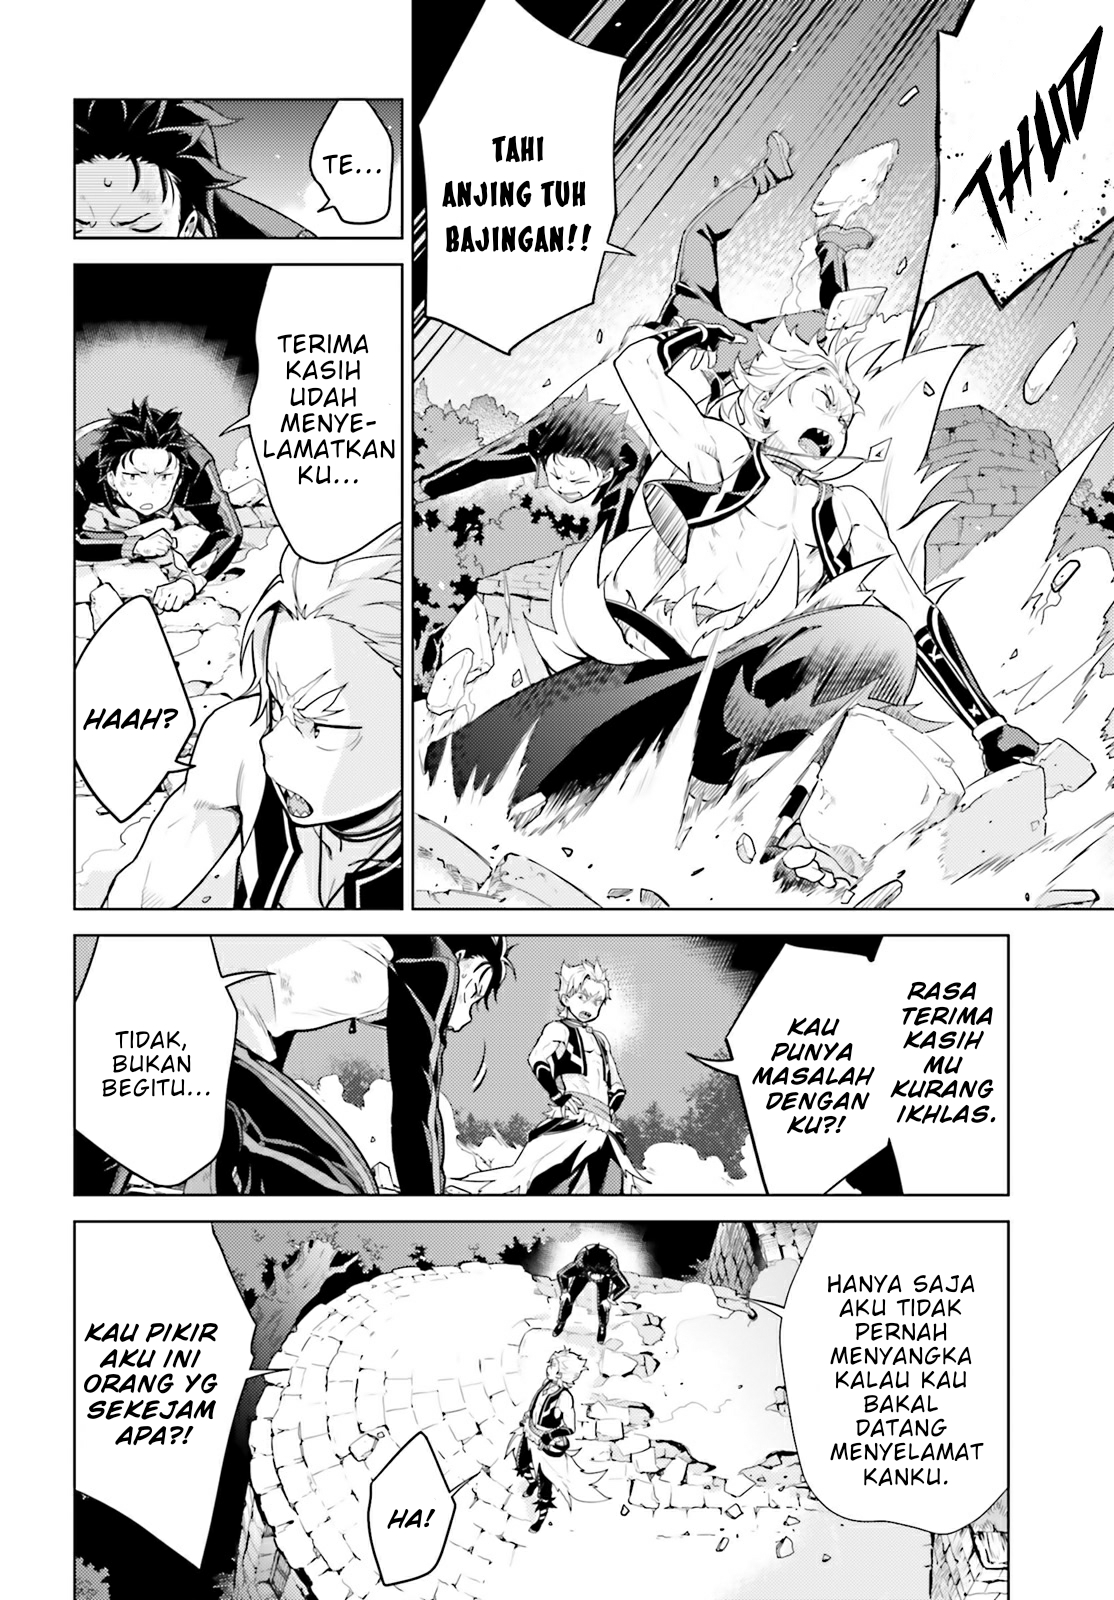 THUD
TAHI
ANJING TUH
BAJINGAN!!
TE...
TERIMA
KASIH
UDAH
MENYE-
LAMATKAN
KU...
HAAH?
RASA
TERIMA
KASIH
MU
KURANG
IKHLAS.
KAU
PUNYA
MASALAH
DENGAN
KU?!
TIDAK,
BUKAN
BEGITU...
HANYA SAJA
AKU TIDAK
PERNAH
MENYANGKA
KALAU KAU
BAKAL
DATANG
MENYELAMAT
KANKU.
HA!
KAU PIKIR
AKU INI
ORANG YG
SEKEJAM
APA?!